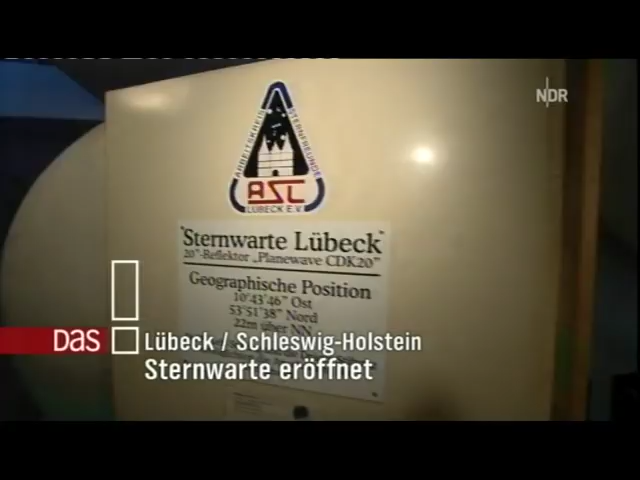 NDR
ARBEITSKREIS
STERNFREUNDE
ASL
LÜBECK E.V.
"Sternwarte Lübeck"
20"-Reflektor „Planewave CDK20"
Geographische Position
10°43'46" Ost
53°51'38" Nord
22m über NN
Das!
Lübeck / Schleswig-Holstein
Sternwarte eröffnet